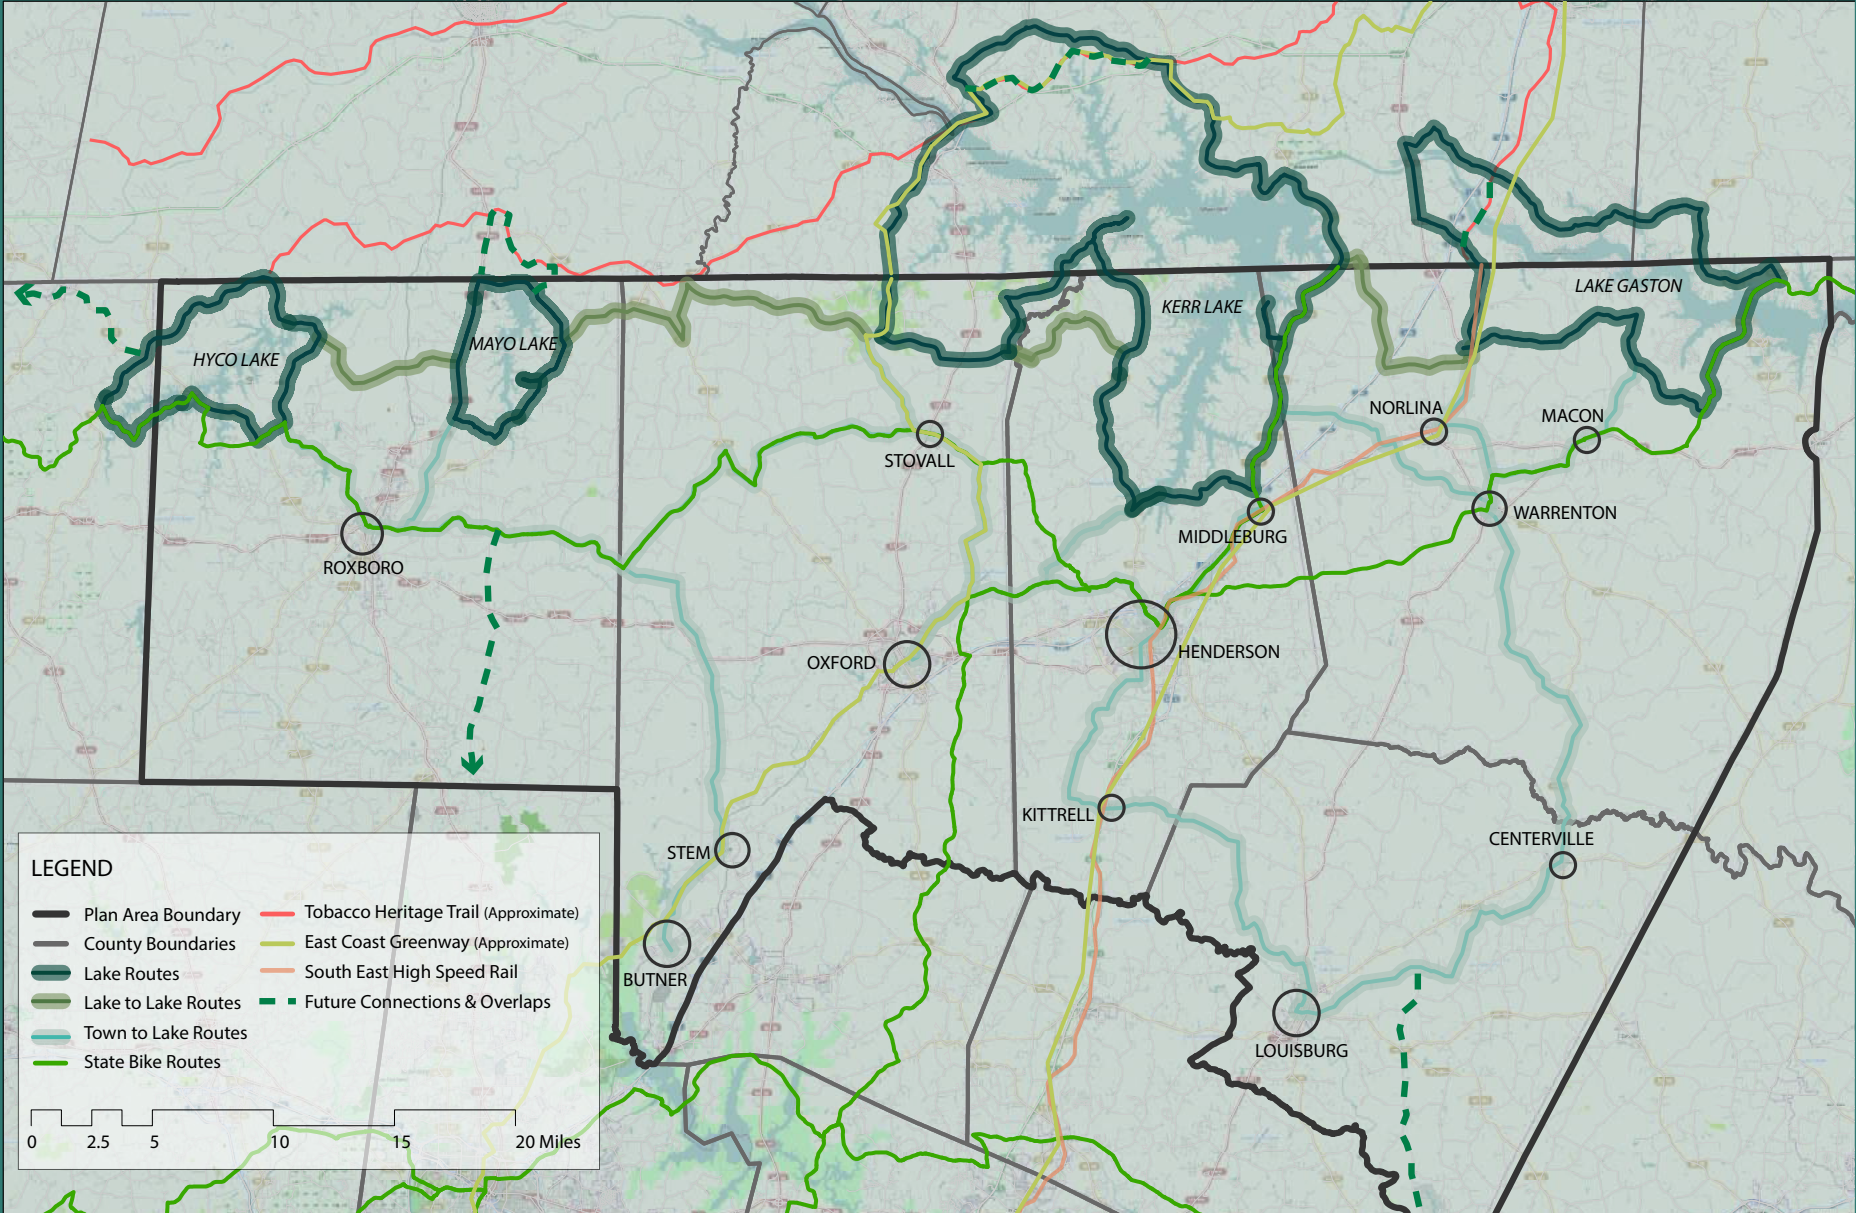 LAKE GASTON
KERR LAKE
MAYO LAKE
HYCO LAKE
NORLINA
MACON
STOVALL
WARRENTON
MIDDLEBURG
ROXBORO
HENDERSON
OXFORD
KITTRELL
CENTERVILLE
STEM
BUTNER
LOUISBURG
LEGEND
Plan Area Boundary
County Boundaries
Lake Routes
Lake to Lake Routes
Town to Lake Routes
State Bike Routes
Tobacco Heritage Trail (Approximate)
East Coast Greenway (Approximate)
South East High Speed Rail
Future Connections & Overlaps
0 2.5 5 10 15 20 Miles